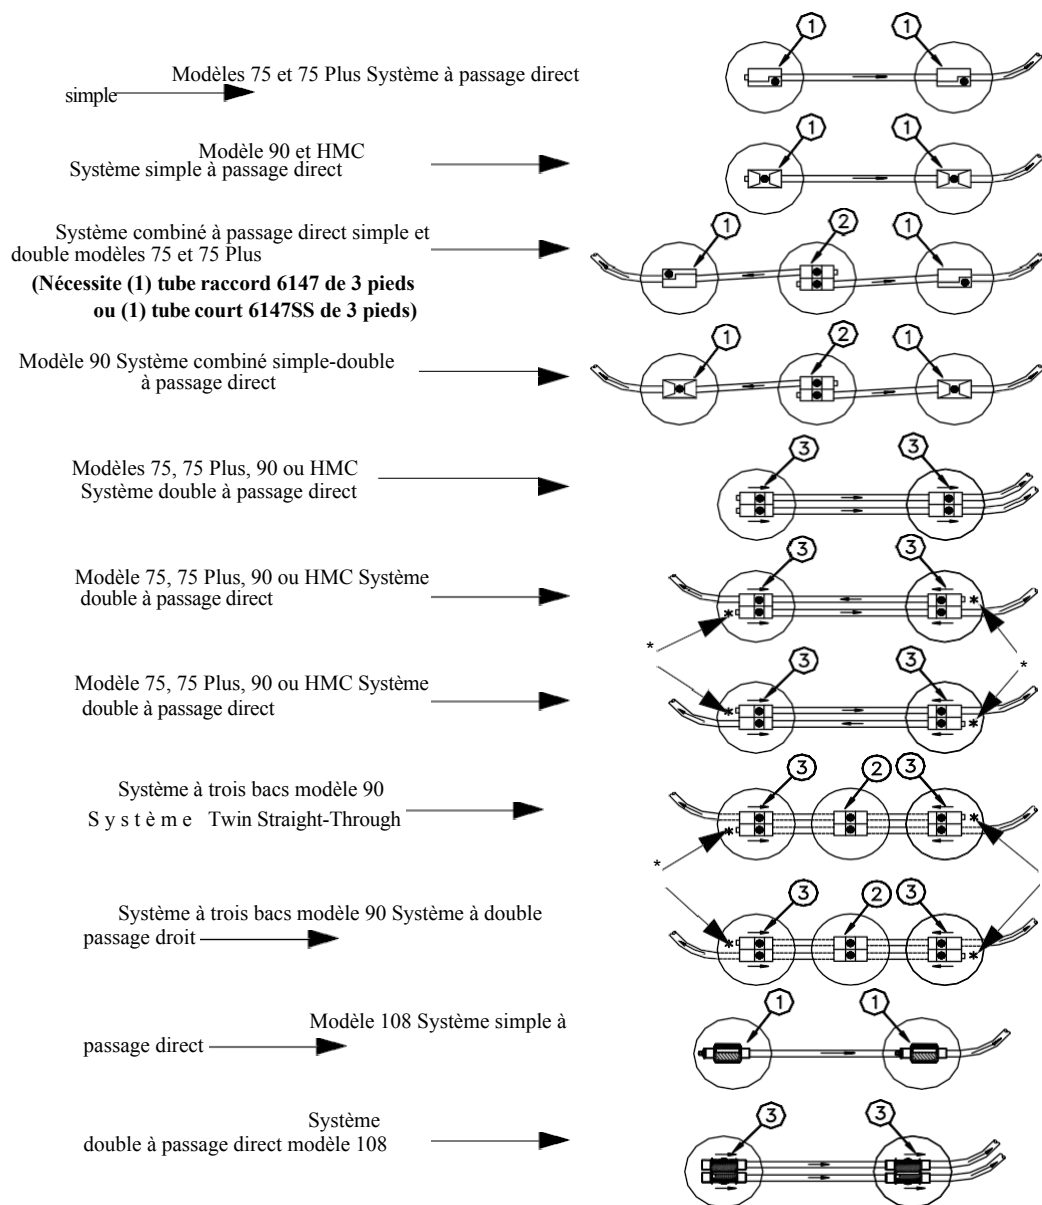 1 1
Modèles 75 et 75 Plus Système à passage direct
simple
1 1
Modèle 90 et HMC
Système simple à passage direct
1 2 1
Système combiné à passage direct simple et
double modèles 75 et 75 Plus
(Nécessite (1) tube raccord 6147 de 3 pieds
ou (1) tube court 6147SS de 3 pieds)
1 2 1
Modèle 90 Système combiné simple-double
à passage direct
3 3
Modèles 75, 75 Plus, 90 ou HMC
Système double à passage direct
3 3
Modèle 75, 75 Plus, 90 ou HMC Système
double à passage direct
* *
* *
3 3
Modèle 75, 75 Plus, 90 ou HMC Système
double à passage direct
* *
3 2 3
Système à trois bacs modèle 90
Système Twin Straight-Through
* *
*
3 2 3
Système à trois bacs modèle 90 Système à double
passage droit
* *
1 1
Modèle 108 Système simple à
passage direct
3 3
Système
double à passage direct modèle 108